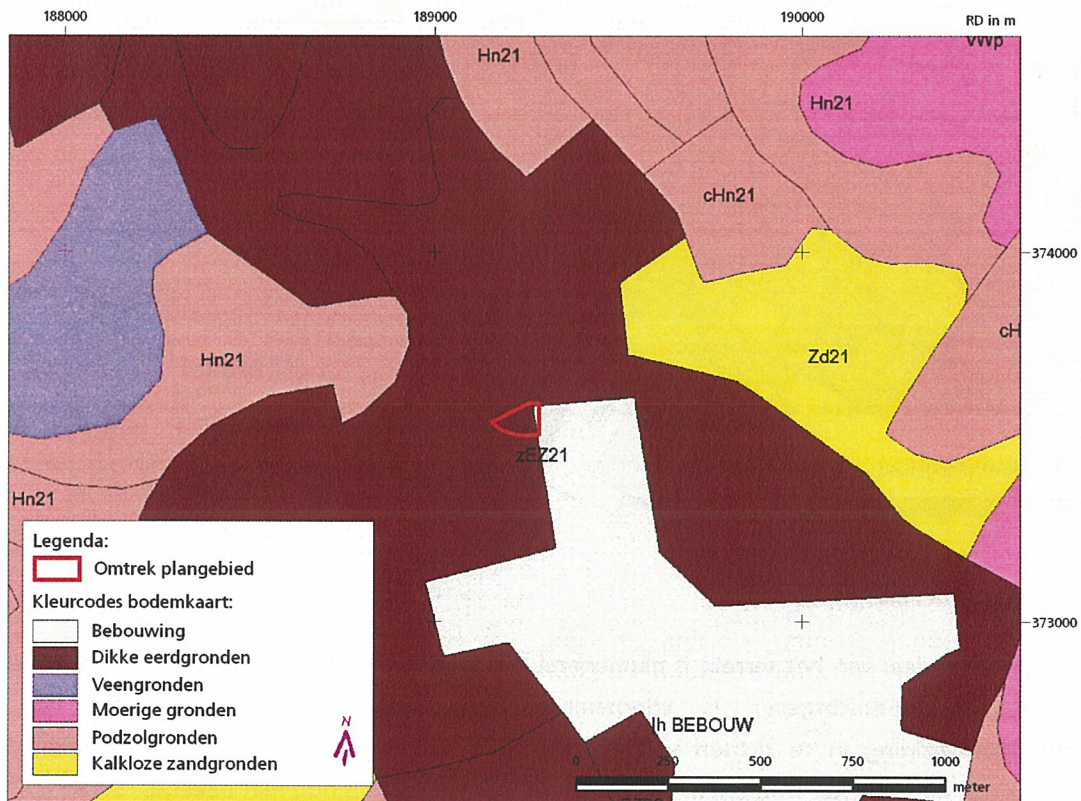 188000 189000 190000 RD in m
Hn21 vWp
Hn21
cHn21
374000
cH
Hn21 Zd21
zEZ21
Hn21
Legenda:
Omtrek plangebied
Kleurcodes bodemkaart:
Bebouwing
Dikke eerdgronden
Veengronden
Moerige gronden
Podzolgronden
Kalkloze zandgronden
N
373000
|h BEBOUW
0 250 500 750 1000
meter